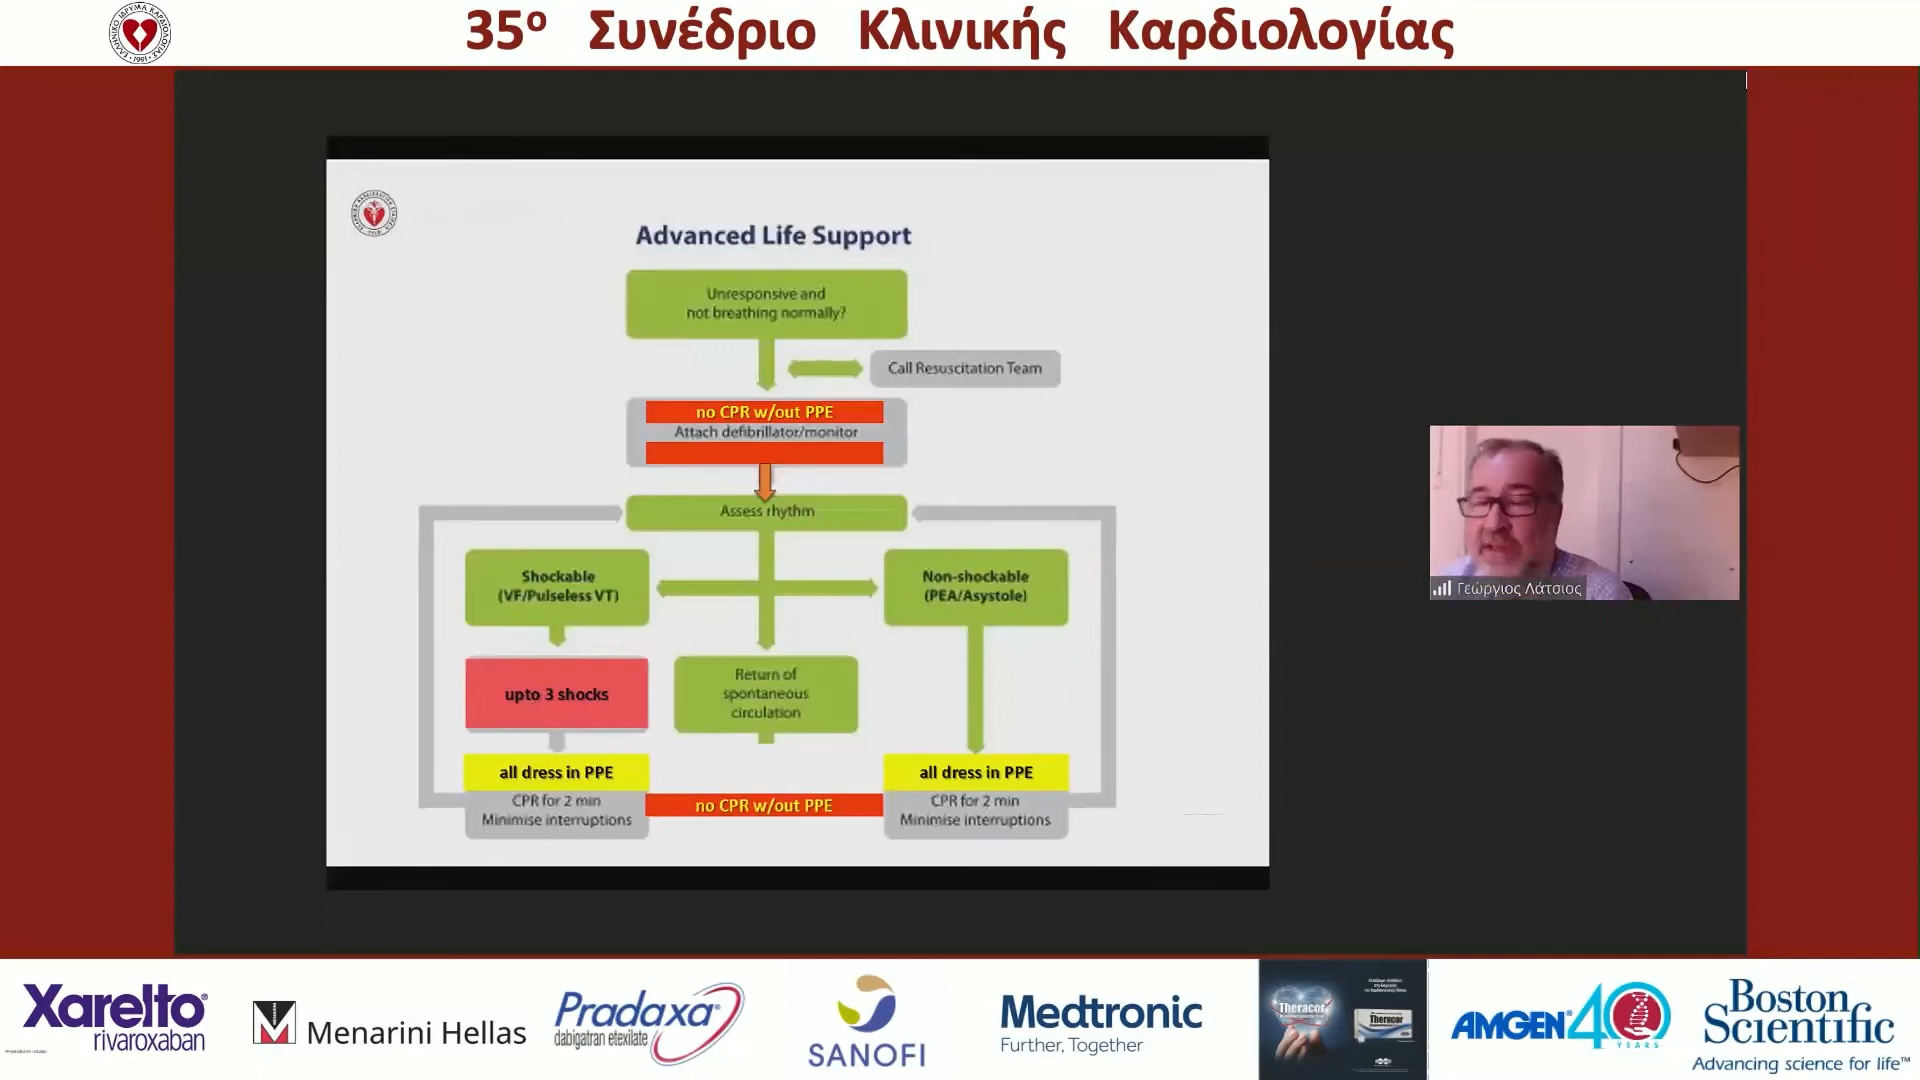 35ο Συνέδριο Κλινικής Καρδιολογίας
Advanced Life Support
Unresponsive and
not breathing normally?
Call Resuscitation Team
no CPR w/out PPE
Attach defibrillator/monitor
Assess rhythm
Shockable
(VF/Pulseless VT)
Non-shockable
(PEA/Asystole)
upto 3 shocks
Return of
spontaneous
circulation
all dress in PPE
CPR for 2 min
Minimise interruptions
no CPR w/out PPE
all dress in PPE
CPR for 2 min
Minimise interruptions
Γεώργιος Λάτσιος
Xarelto
rivaroxaban
Menarini Hellas
Pradaxa
dabigatran etexilate
SANOFI
Medtronic
Further, Together
Theracor
Theracor
AMGEN 40
YEARS
Boston
Scientific
Advancing science for life™